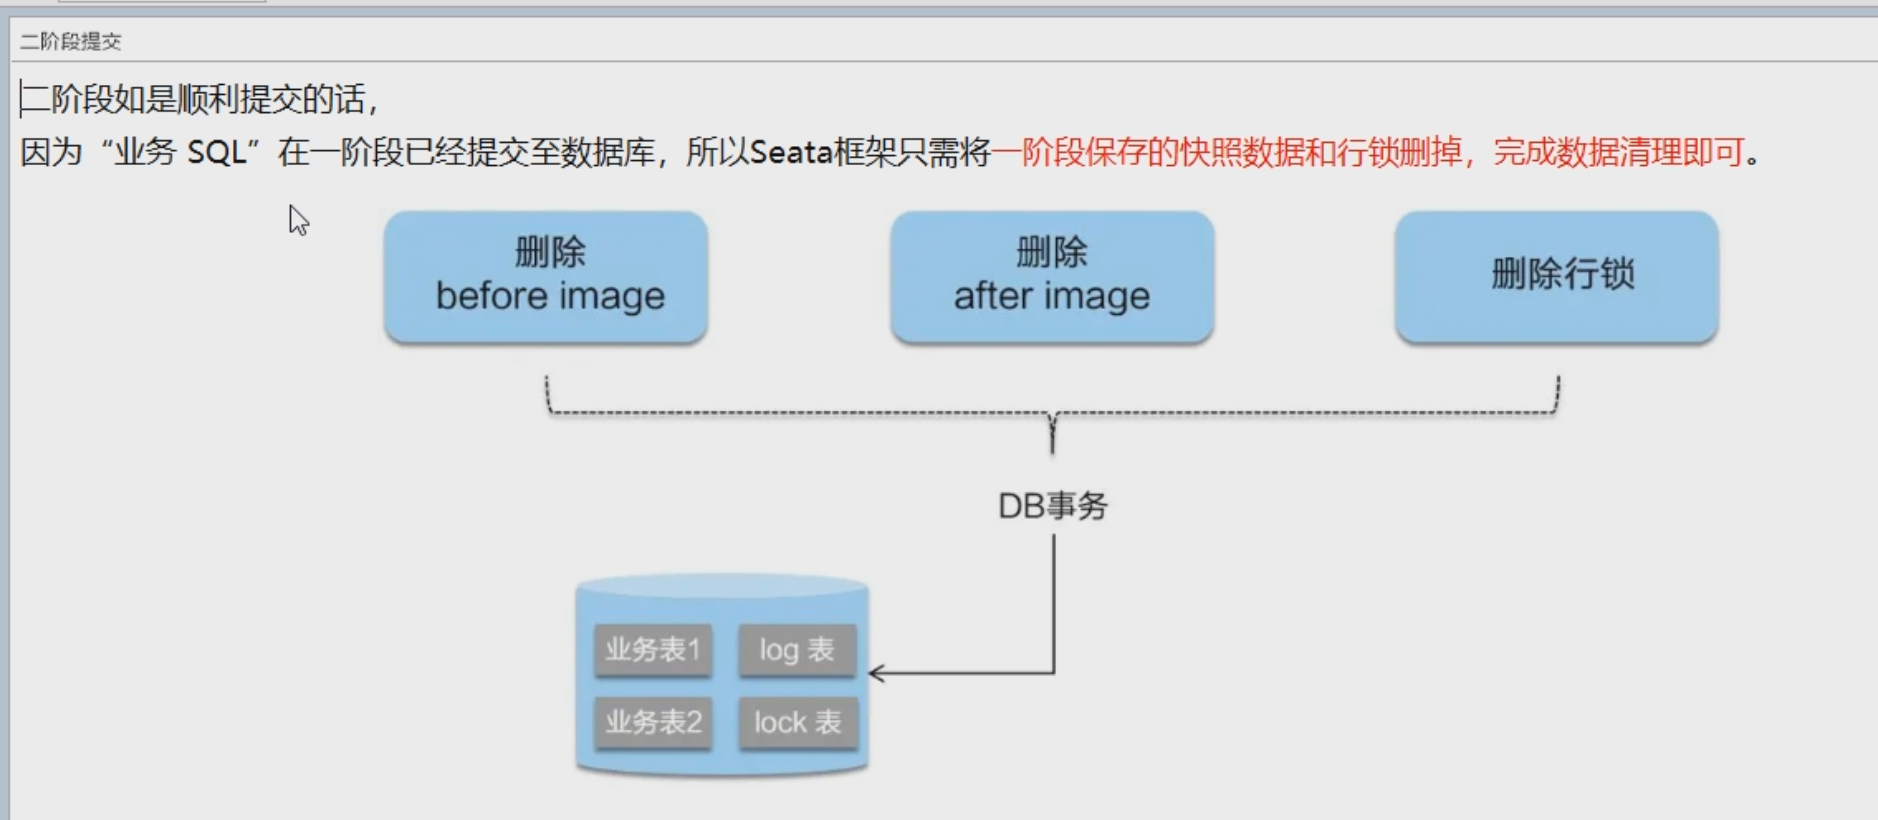 二阶段提交
二阶段如是顺利提交的话，
因为“业务 SQL”在一阶段已经提交至数据库，所以Seata框架只需将一阶段保存的快照数据和行锁删掉，完成数据清理即可。
删除
before image
删除
after image
删除行锁
DB事务
业务表1
log 表
业务表2
lock 表